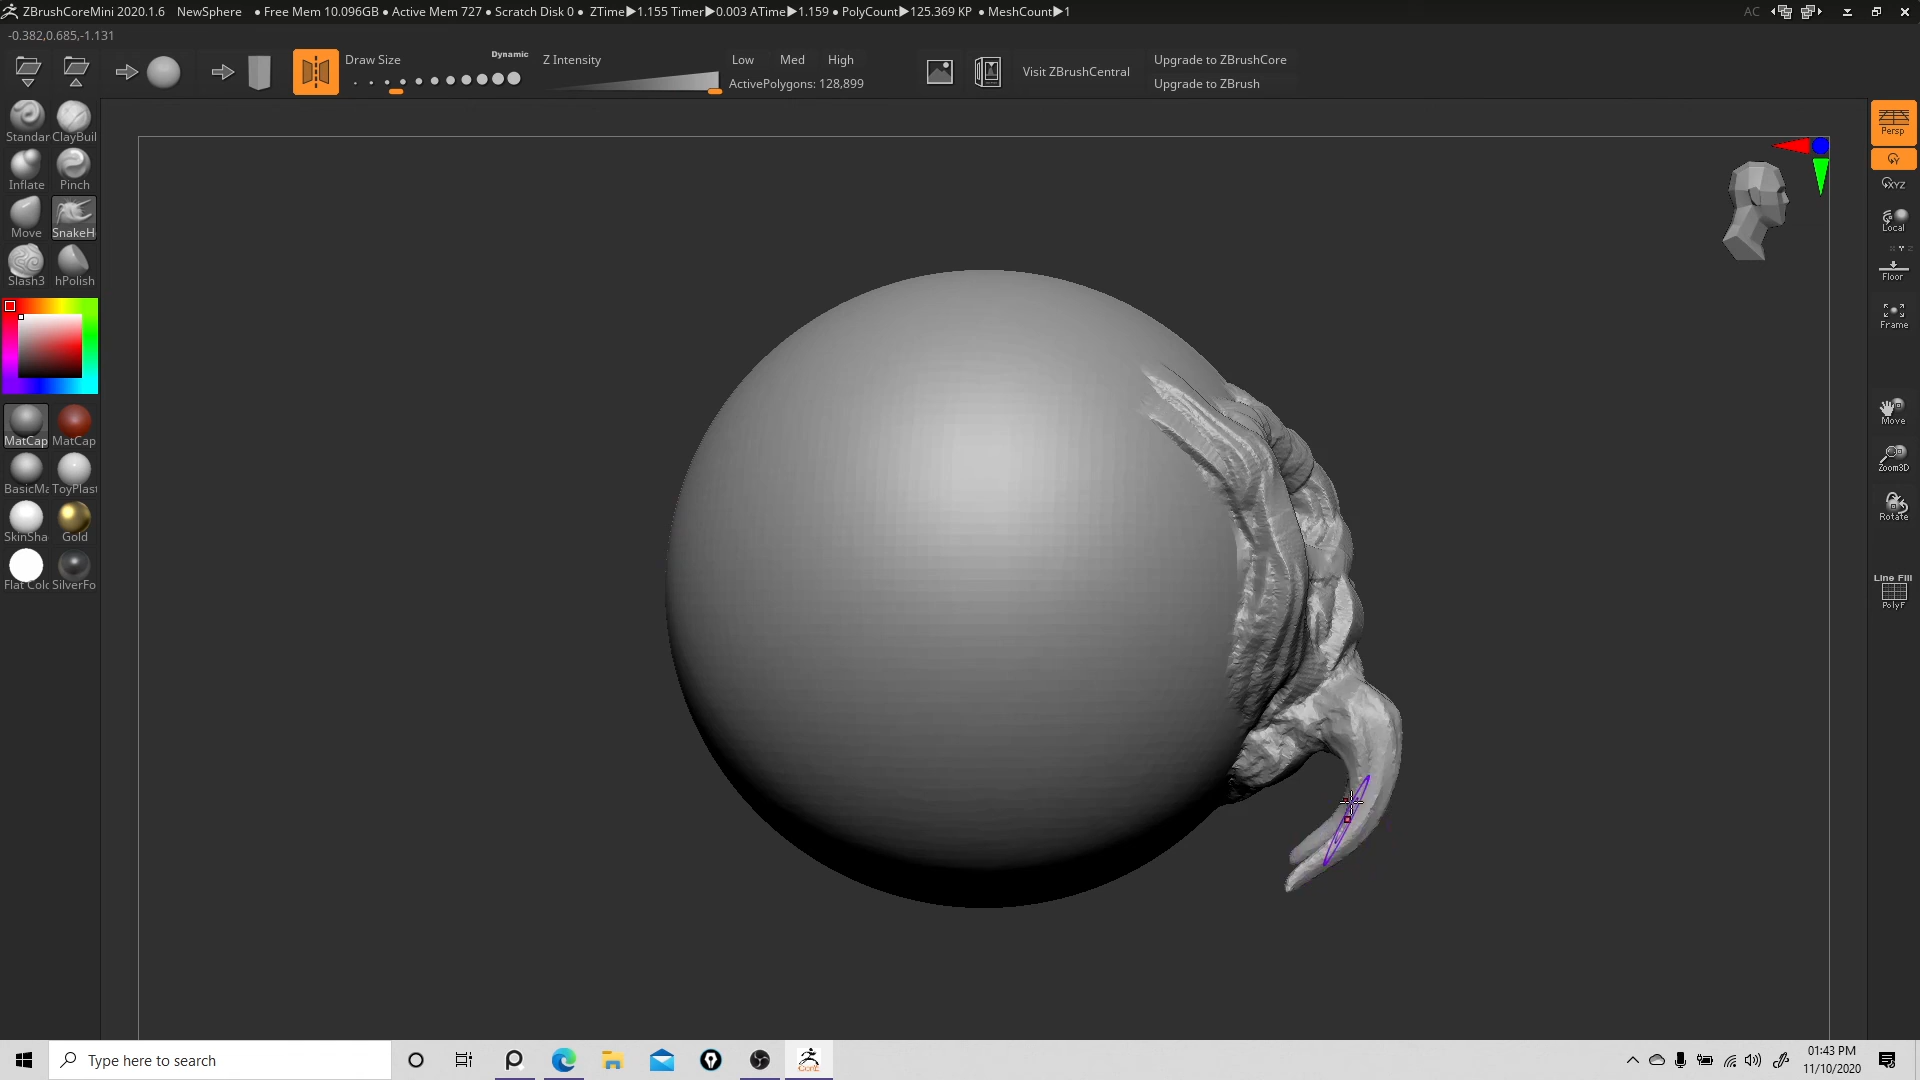 ZBrushCoreMini 2020.1.6 NewSphere ● Free Mem 10.096GB ● Active Mem 727 ● Scratch Disk 0 ● ZTime▶1.155 Timer▶0.003 ATime▶1.159 ● PolyCount▶125.369 KP ● MeshCount▶1 AC
-0.382,0.685,-1.131
Draw Size Dynamic Z Intensity Low Med High
ActivePolygons: 128,899
Visit ZBrushCentral
Upgrade to ZBrushCore
Upgrade to ZBrush
Standar ClayBuil
Inflate Pinch
Move SnakeH
Slash3 hPolish
MatCap MatCap
BasicMa ToyPlast
SkinSha Gold
Flat Colo SilverFo
Persp
Y
XYZ
Local
X Y Z
Floor
Frame
Move
Zoom3D
Rotate
Line Fill
PolyF
Type here to search
01:43 PM
11/10/2020